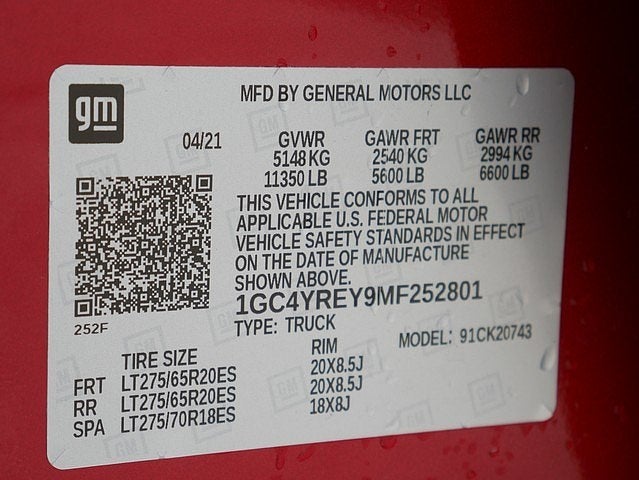 gm
MFD BY GENERAL MOTORS LLC
04/21 GVWR GAWR FRT GAWR RR
5148 KG 2540 KG 2994 KG
11350 LB 5600 LB 6600 LB
THIS VEHICLE CONFORMS TO ALL
APPLICABLE U.S. FEDERAL MOTOR
VEHICLE SAFETY STANDARDS IN EFFECT
ON THE DATE OF MANUFACTURE
SHOWN ABOVE.
1GC4YREY9MF252801
252F
TYPE: TRUCK MODEL: 91CK20743
TIRE SIZE RIM
FRT LT275/65R20ES 20X8.5J
RR LT275/65R20ES 20X8.5J
SPA LT275/70R18ES 18X8J